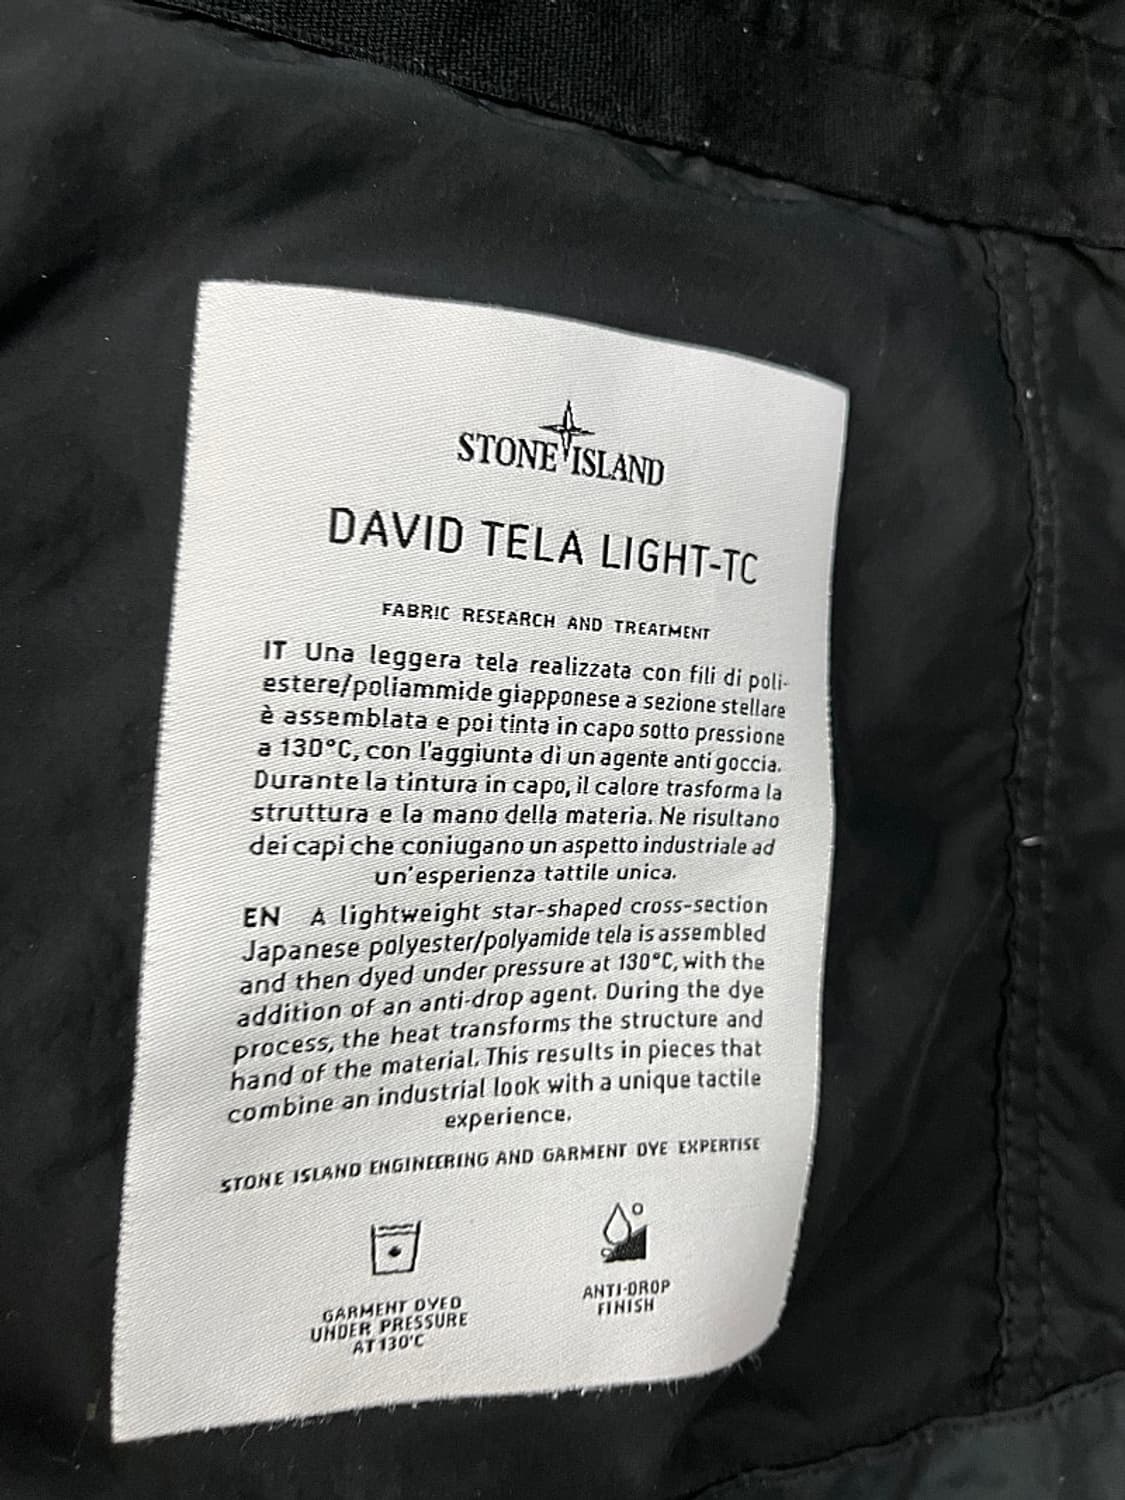 STONE ISLAND
DAVID TELA LIGHT-TC
FABRIC RESEARCH AND TREATMENT
IT Una leggera tela realizzata con fili di poli-
estere/poliammide giapponese a sezione stellare
è assemblata e poi tinta in capo sotto pressione
a 130°C, con l'aggiunta di un agente anti goccia.
Durante la tintura in capo, il calore trasforma la
struttura e la mano della materia. Ne risultano
dei capi che coniugano un aspetto industriale ad
un'esperienza tattile unica.
EN A lightweight star-shaped cross-section
Japanese polyester/polyamide tela is assembled
and then dyed under pressure at 130°C, with the
addition of an anti-drop agent. During the dye
process, the heat transforms the structure and
hand of the material. This results in pieces that
combine an industrial look with a unique tactile
experience.
STONE ISLAND ENGINEERING AND GARMENT DYE EXPERTISE
GARMENT DYED
UNDER PRESSURE
AT 130°C
ANTI-DROP
FINISH